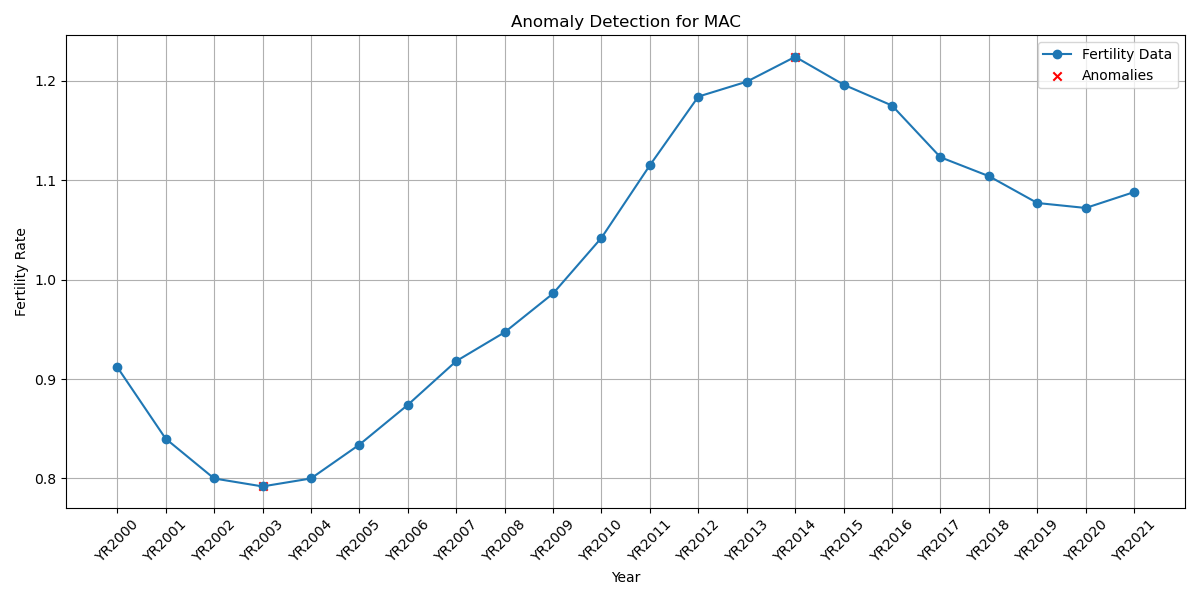 Anomaly Detection for MAC
Fertility Data
Anomalies
Fertility Rate
1.2
1.1
1.0
0.9
0.8
YR2000
YR2001
YR2002
YR2003
YR2004
YR2005
YR2006
YR2007
YR2008
YR2009
YR2010
YR2011
YR2012
YR2013
YR2014
YR2015
YR2016
YR2017
YR2018
YR2019
YR2020
YR2021
Year